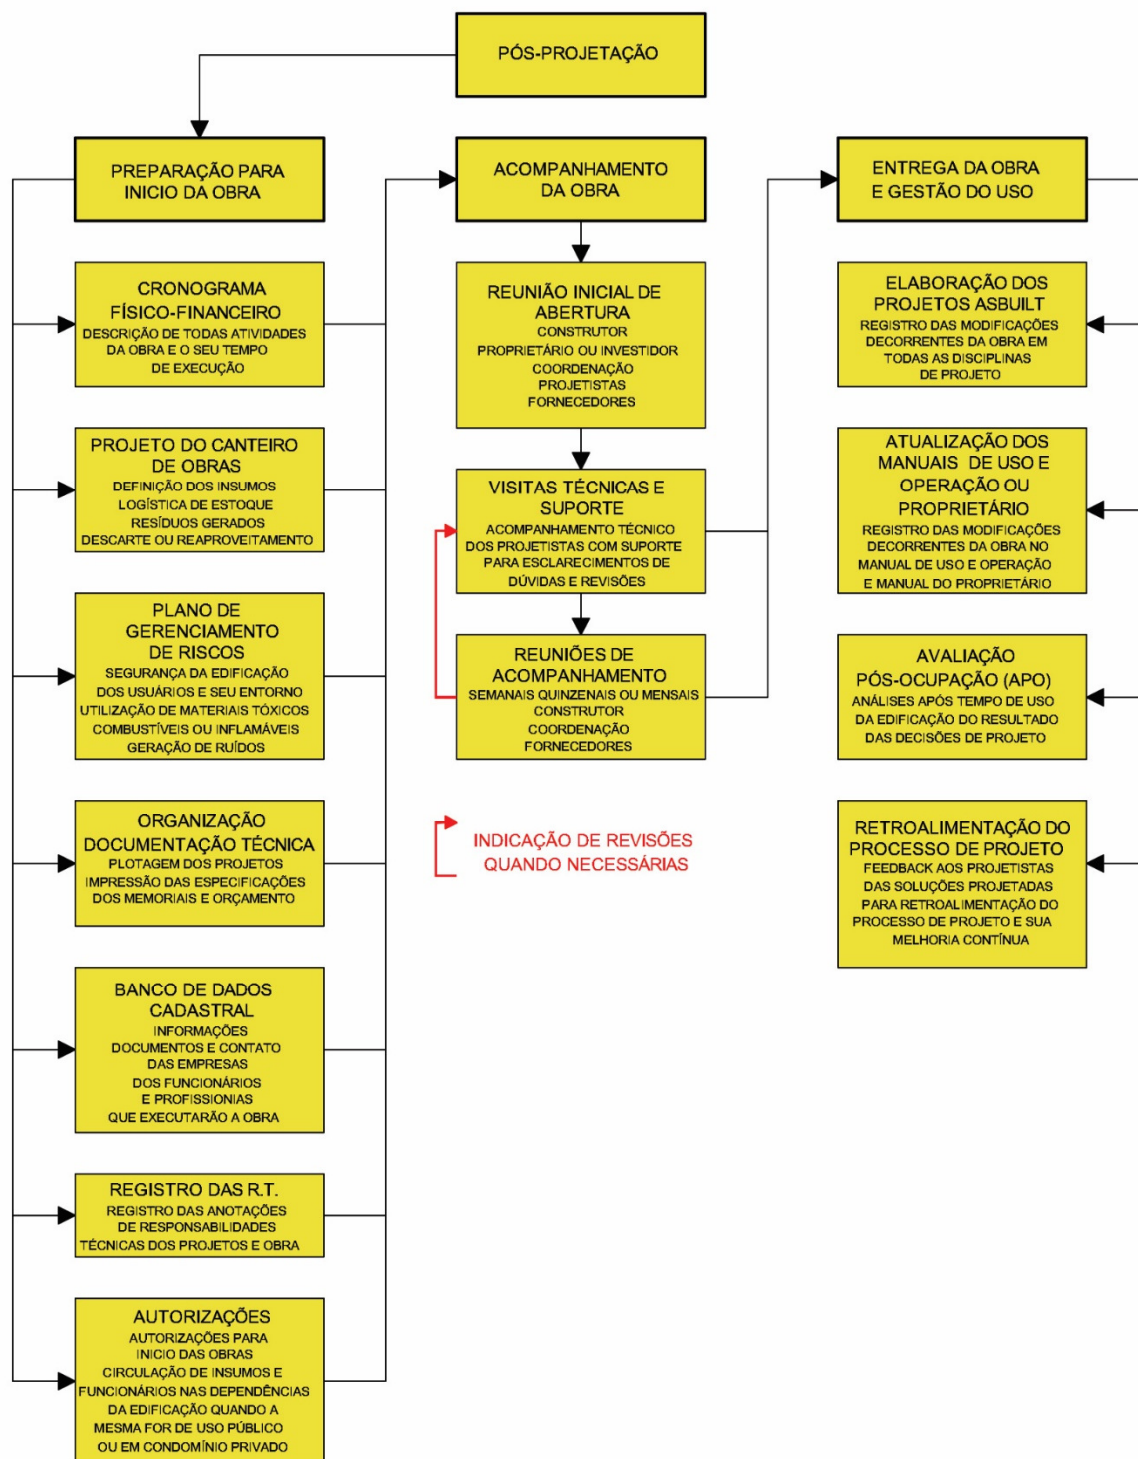 PÓS-PROJETAÇÃO
PREPARAÇÃO PARA
INICIO DA OBRA
CRONOGRAMA
FÍSICO-FINANCEIRO
DESCRIÇÃO DE TODAS ATIVIDADES
DA OBRA E O SEU TEMPO
DE EXECUÇÃO
PROJETO DO CANTEIRO
DE OBRAS
DEFINIÇÃO DOS INSUMOS
LOGÍSTICA DE ESTOQUE
RESÍDUOS GERADOS
DESCARTE OU REAPROVEITAMENTO
PLANO DE
GERENCIAMENTO
DE RISCOS
SEGURANÇA DA EDIFICAÇÃO
DOS USUÁRIOS E SEU ENTORNO
UTILIZAÇÃO DE MATERIAIS TÓXICOS
COMBUSTÍVEIS OU INFLAMÁVEIS
GERAÇÃO DE RUÍDOS
ORGANIZAÇÃO
DOCUMENTAÇÃO TÉCNICA
PLOTAGEM DOS PROJETOS
IMPRESSÃO DAS ESPECIFICAÇÕES
DOS MEMORIAIS E ORÇAMENTO
BANCO DE DADOS
CADASTRAL
INFORMAÇÕES
DOCUMENTOS E CONTATO
DAS EMPRESAS
DOS FUNCIONÁRIOS
E PROFISSIONIAS
QUE EXECUTARÃO A OBRA
REGISTRO DAS R.T.
REGISTRO DAS ANOTAÇÕES
DE RESPONSABILIDADES
TÉCNICAS DOS PROJETOS E OBRA
AUTORIZAÇÕES
AUTORIZAÇÕES PARA
INICIO DAS OBRAS
CIRCULAÇÃO DE INSUMOS E
FUNCIONÁRIOS NAS DEPENDÊNCIAS
DA EDIFICAÇÃO QUANDO A
MESMA FOR DE USO PÚBLICO
OU EM CONDOMÍNIO PRIVADO
ACOMPANHAMENTO
DA OBRA
REUNIÃO INICIAL DE
ABERTURA
CONSTRUTOR
PROPRIETÁRIO OU INVESTIDOR
COORDENAÇÃO
PROJETISTAS
FORNECEDORES
VISITAS TÉCNICAS E
SUPORTE
ACOMPANHAMENTO TÉCNICO
DOS PROJETISTAS COM SUPORTE
PARA ESCLARECIMENTOS DE
DÚVIDAS E REVISÕES
REUNIÕES DE
ACOMPANHAMENTO
SEMANAIS QUINZENAIS OU MENSAIS
CONSTRUTOR
COORDENAÇÃO
FORNECEDORES
INDICAÇÃO DE REVISÕES
QUANDO NECESSÁRIAS
ENTREGA DA OBRA
E GESTÃO DO USO
ELABORAÇÃO DOS
PROJETOS ASBUILT
REGISTRO DAS MODIFICAÇÕES
DECORRENTES DA OBRA EM
TODAS AS DISCIPLINAS
DE PROJETO
ATUALIZAÇÃO DOS
MANUAIS DE USO E
OPERAÇÃO OU
PROPRIETÁRIO
REGISTRO DAS MODIFICAÇÕES
DECORRENTES DA OBRA NO
MANUAL DE USO E OPERAÇÃO
E MANUAL DO PROPRIETÁRIO
AVALIAÇÃO
PÓS-OCUPAÇÃO (APO)
ANÁLISES APÓS TEMPO DE USO
DA EDIFICAÇÃO DO RESULTADO
DAS DECISÕES DE PROJETO
RETROALIMENTAÇÃO DO
PROCESSO DE PROJETO
FEEDBACK AOS PROJETISTAS
DAS SOLUÇÕES PROJETADAS
PARA RETROALIMENTAÇÃO DO
PROCESSO DE PROJETO E SUA
MELHORIA CONTÍNUA